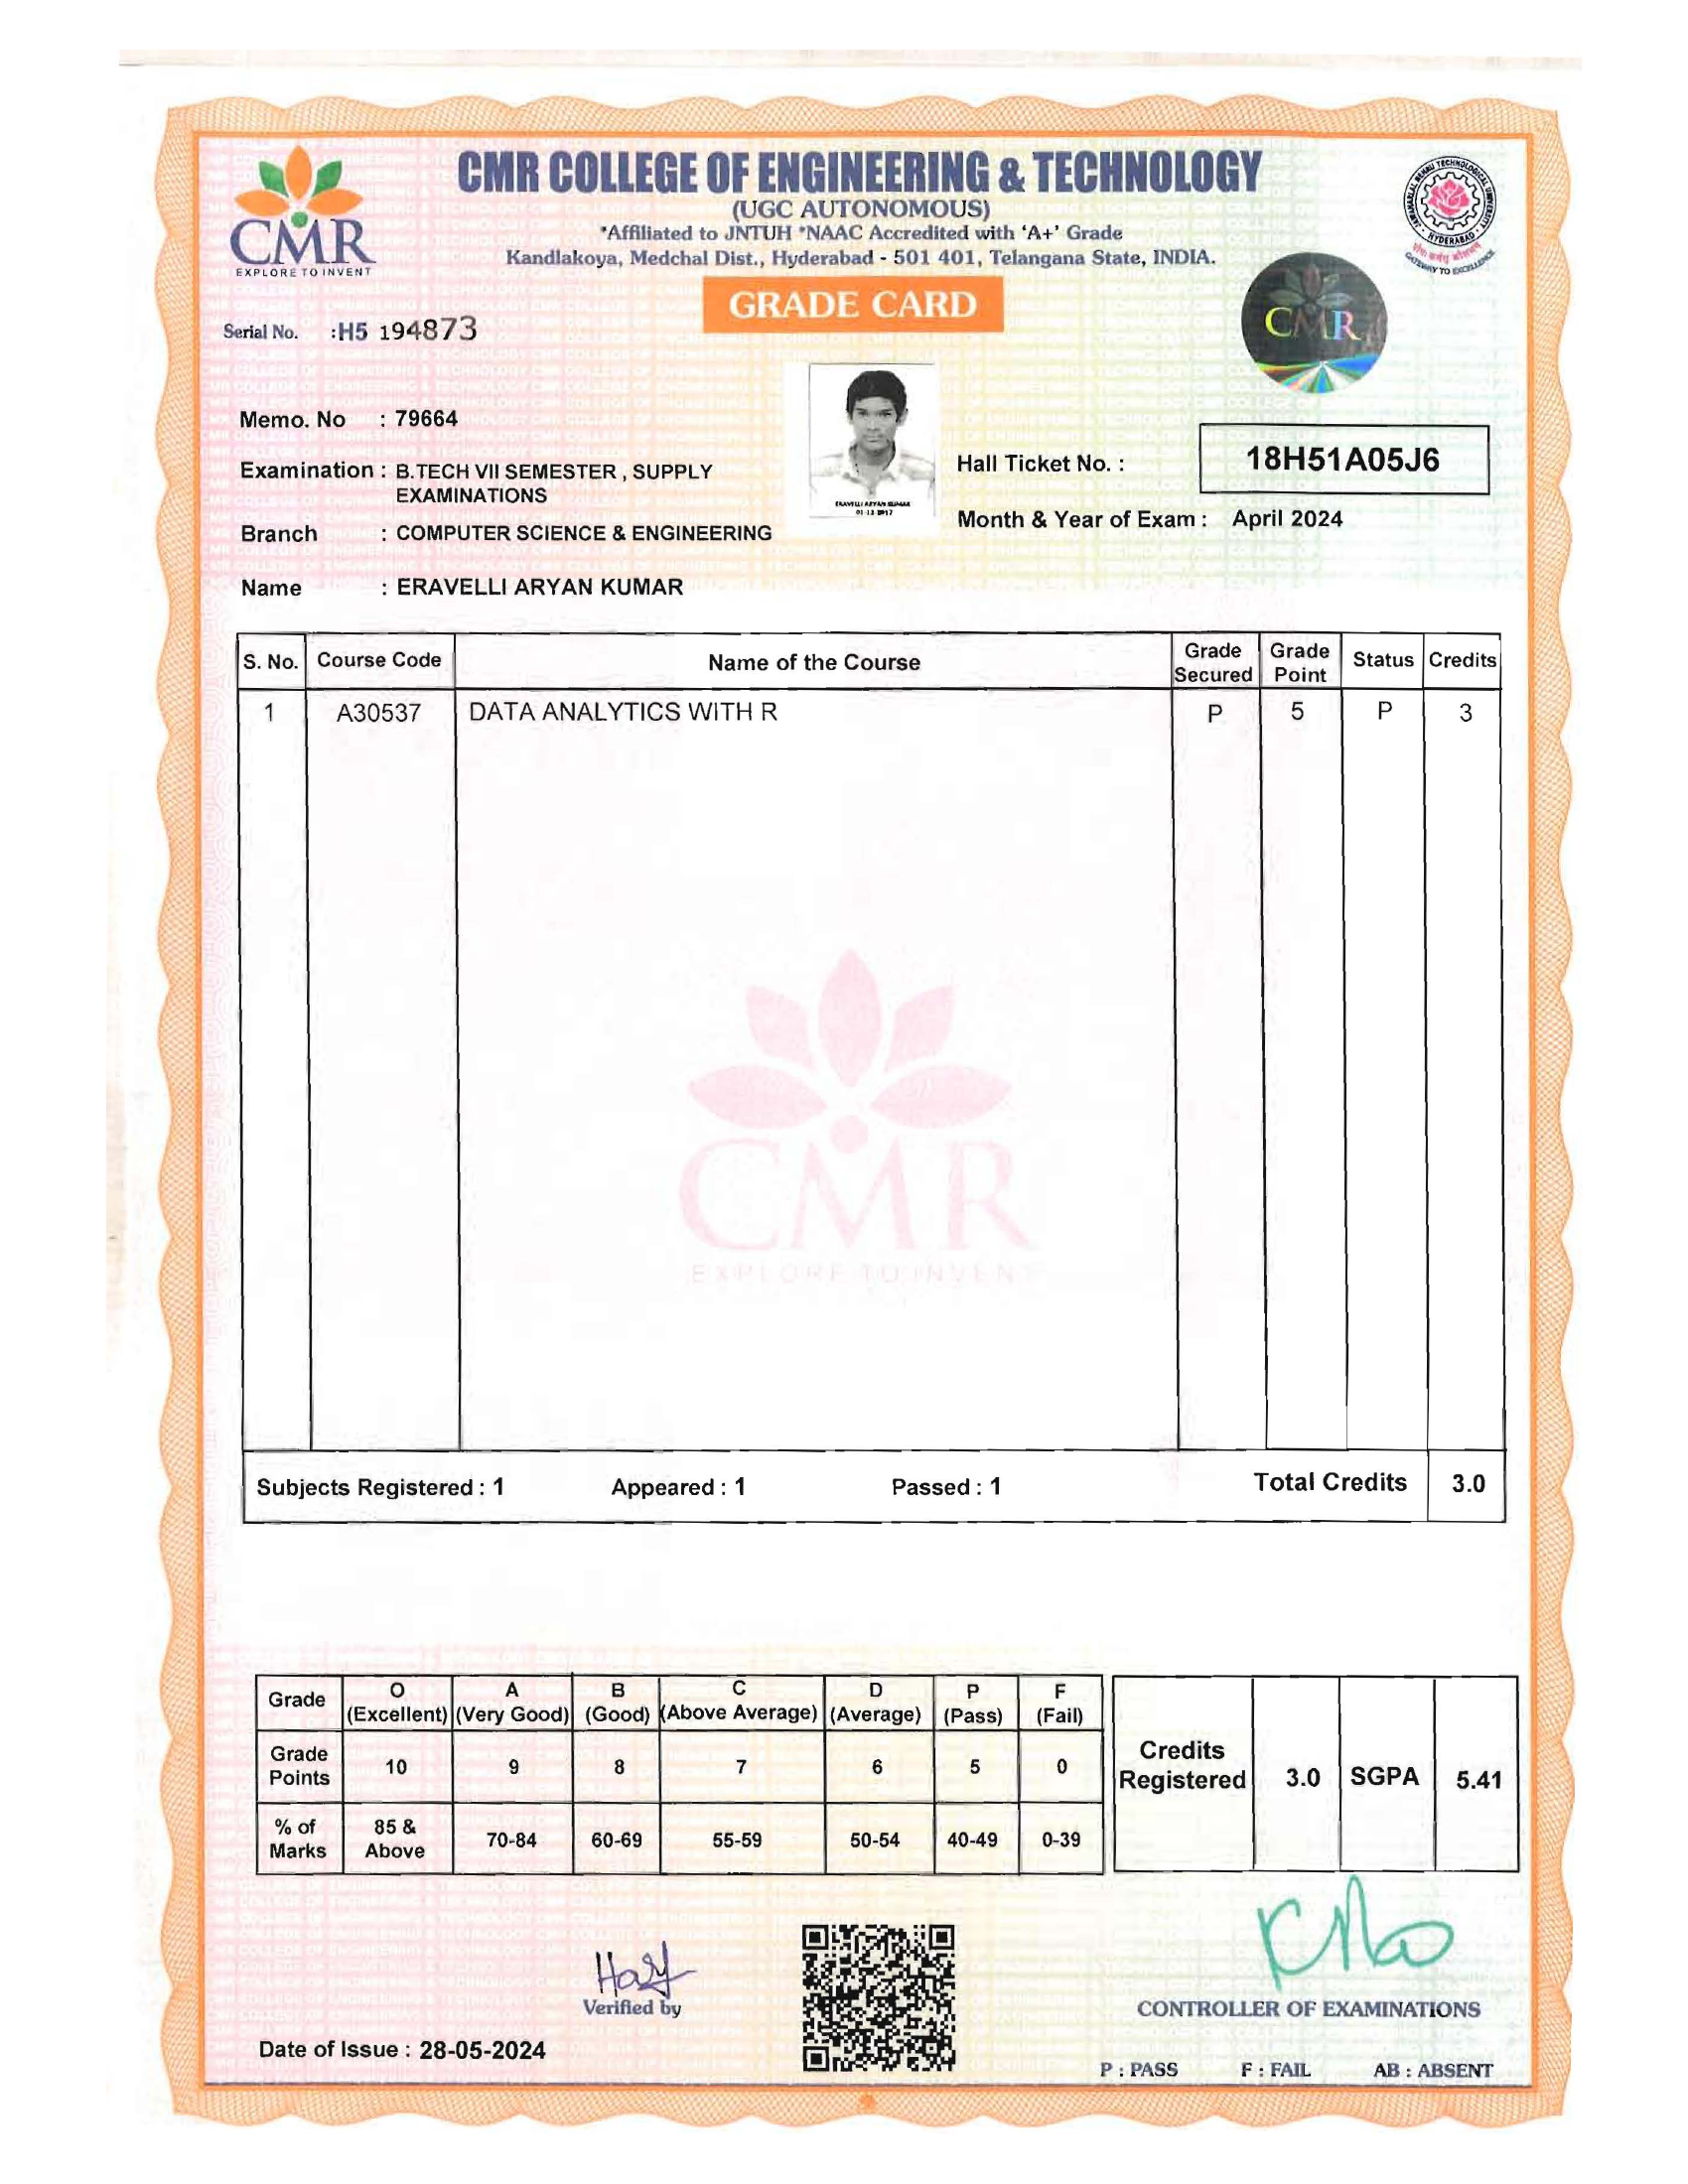 CMR COLLEGE OF ENGINEERING & TECHNOLOGY
(UGC AUTONOMOUS)
*Affiliated to JNTUH *NAAC Accredited with 'A+' Grade
Kandlakoya, Medchal Dist., Hyderabad - 501 401, Telangana State, INDIA.
CMR
EXPLORE TO INVENT
GRADE CARD
CMR
Serial No. :H5 194873
Memo. No : 79664
Examination : B.TECH VII SEMESTER , SUPPLY
EXAMINATIONS
Branch : COMPUTER SCIENCE & ENGINEERING
Name : ERAVELLI ARYAN KUMAR
ERAVELLI ARYAN KUMAR
Hall Ticket No. : 18H51A05J6
Month & Year of Exam : April 2024
S. No. Course Code Name of the Course Grade Secured Grade Point Status Credits
1 A30537 DATA ANALYTICS WITH R P 5 P 3
CMR
EXPLORE TO INVENT
Subjects Registered : 1 Appeared : 1 Passed : 1 Total Credits 3.0
Grade O (Excellent) A (Very Good) B (Good) C (Above Average) D (Average) P (Pass) F (Fail)
Grade Points 10 9 8 7 6 5 0
% of Marks 85 & Above 70-84 60-69 55-59 50-54 40-49 0-39
Credits Registered 3.0 SGPA 5.41
Verified by
CONTROLLER OF EXAMINATIONS
Date of Issue : 28-05-2024
P : PASS F : FAIL AB : ABSENT